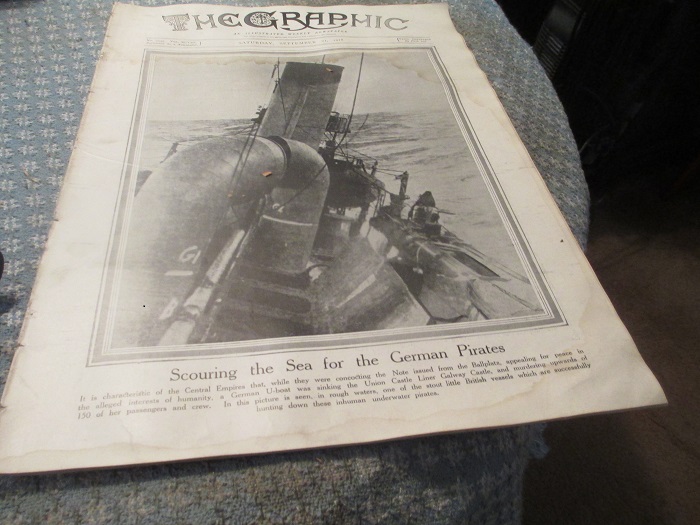 THE GRAPHIC
AN ILLUSTRATED WEEKLY NEWSPAPER
SATURDAY, SEPTEMBER
G
Scouring the Sea for the German Pirates
It is characteristic of the Central Empires that, while they were concocting the Note issued from the Ballplatz, appealing for peace in
the alleged interests of humanity, a German U-boat was sinking the Union Castle Liner Galway Castle, and murdering upwards of
150 of her passengers and crew. In this picture is seen, in rough waters, one of the stout little British vessels which are successfully
hunting down these inhuman underwater pirates.